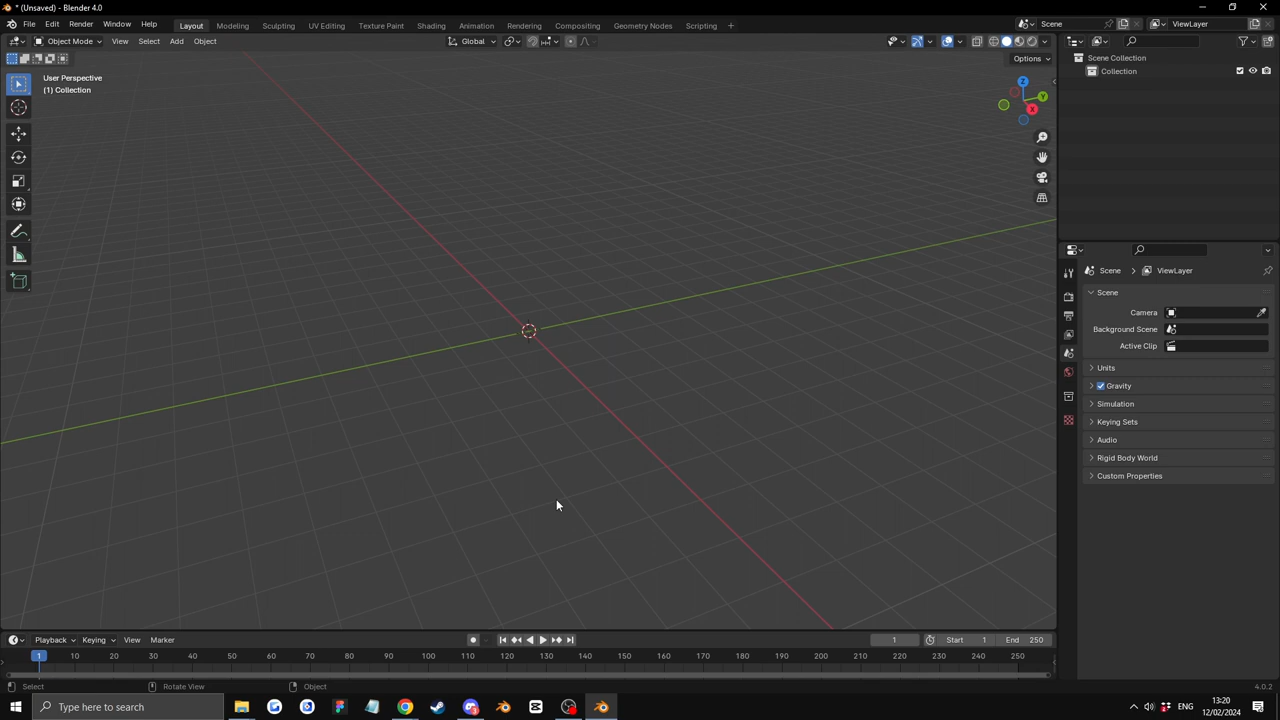 * (Unsaved) - Blender 4.0
File Edit Render Window Help Layout Modeling Sculpting UV Editing Texture Paint Shading Animation Rendering Compositing Geometry Nodes Scripting + Scene ViewLayer
Object Mode View Select Add Object Global
Options
User Perspective
(1) Collection
Z
Y
X
Scene Collection
Collection
Scene > ViewLayer
Scene
Camera
Background Scene
Active Clip
Units
Gravity
Simulation
Keying Sets
Audio
Rigid Body World
Custom Properties
Playback Keying View Marker 1 Start 1 End 250
1 10 20 30 40 50 60 70 80 90 100 110 120 130 140 150 160 170 180 190 200 210 220 230 240 250
Select Rotate View Object 4.0.2
Type here to search ENG 13:20
12/02/2024